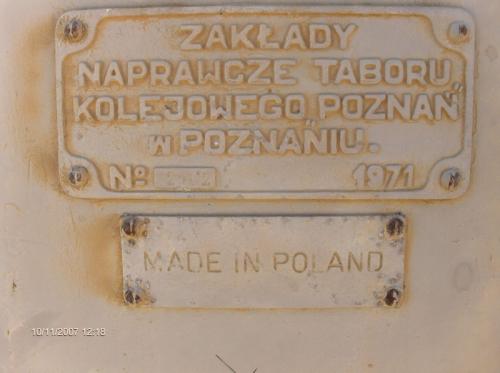 ZAKŁADY
NAPRAWCZE TABORU
KOLEJOWEGO „POZNAŃ"
w POZNANIU.
№ 1971
MADE IN POLAND
10/11/2007 12:18